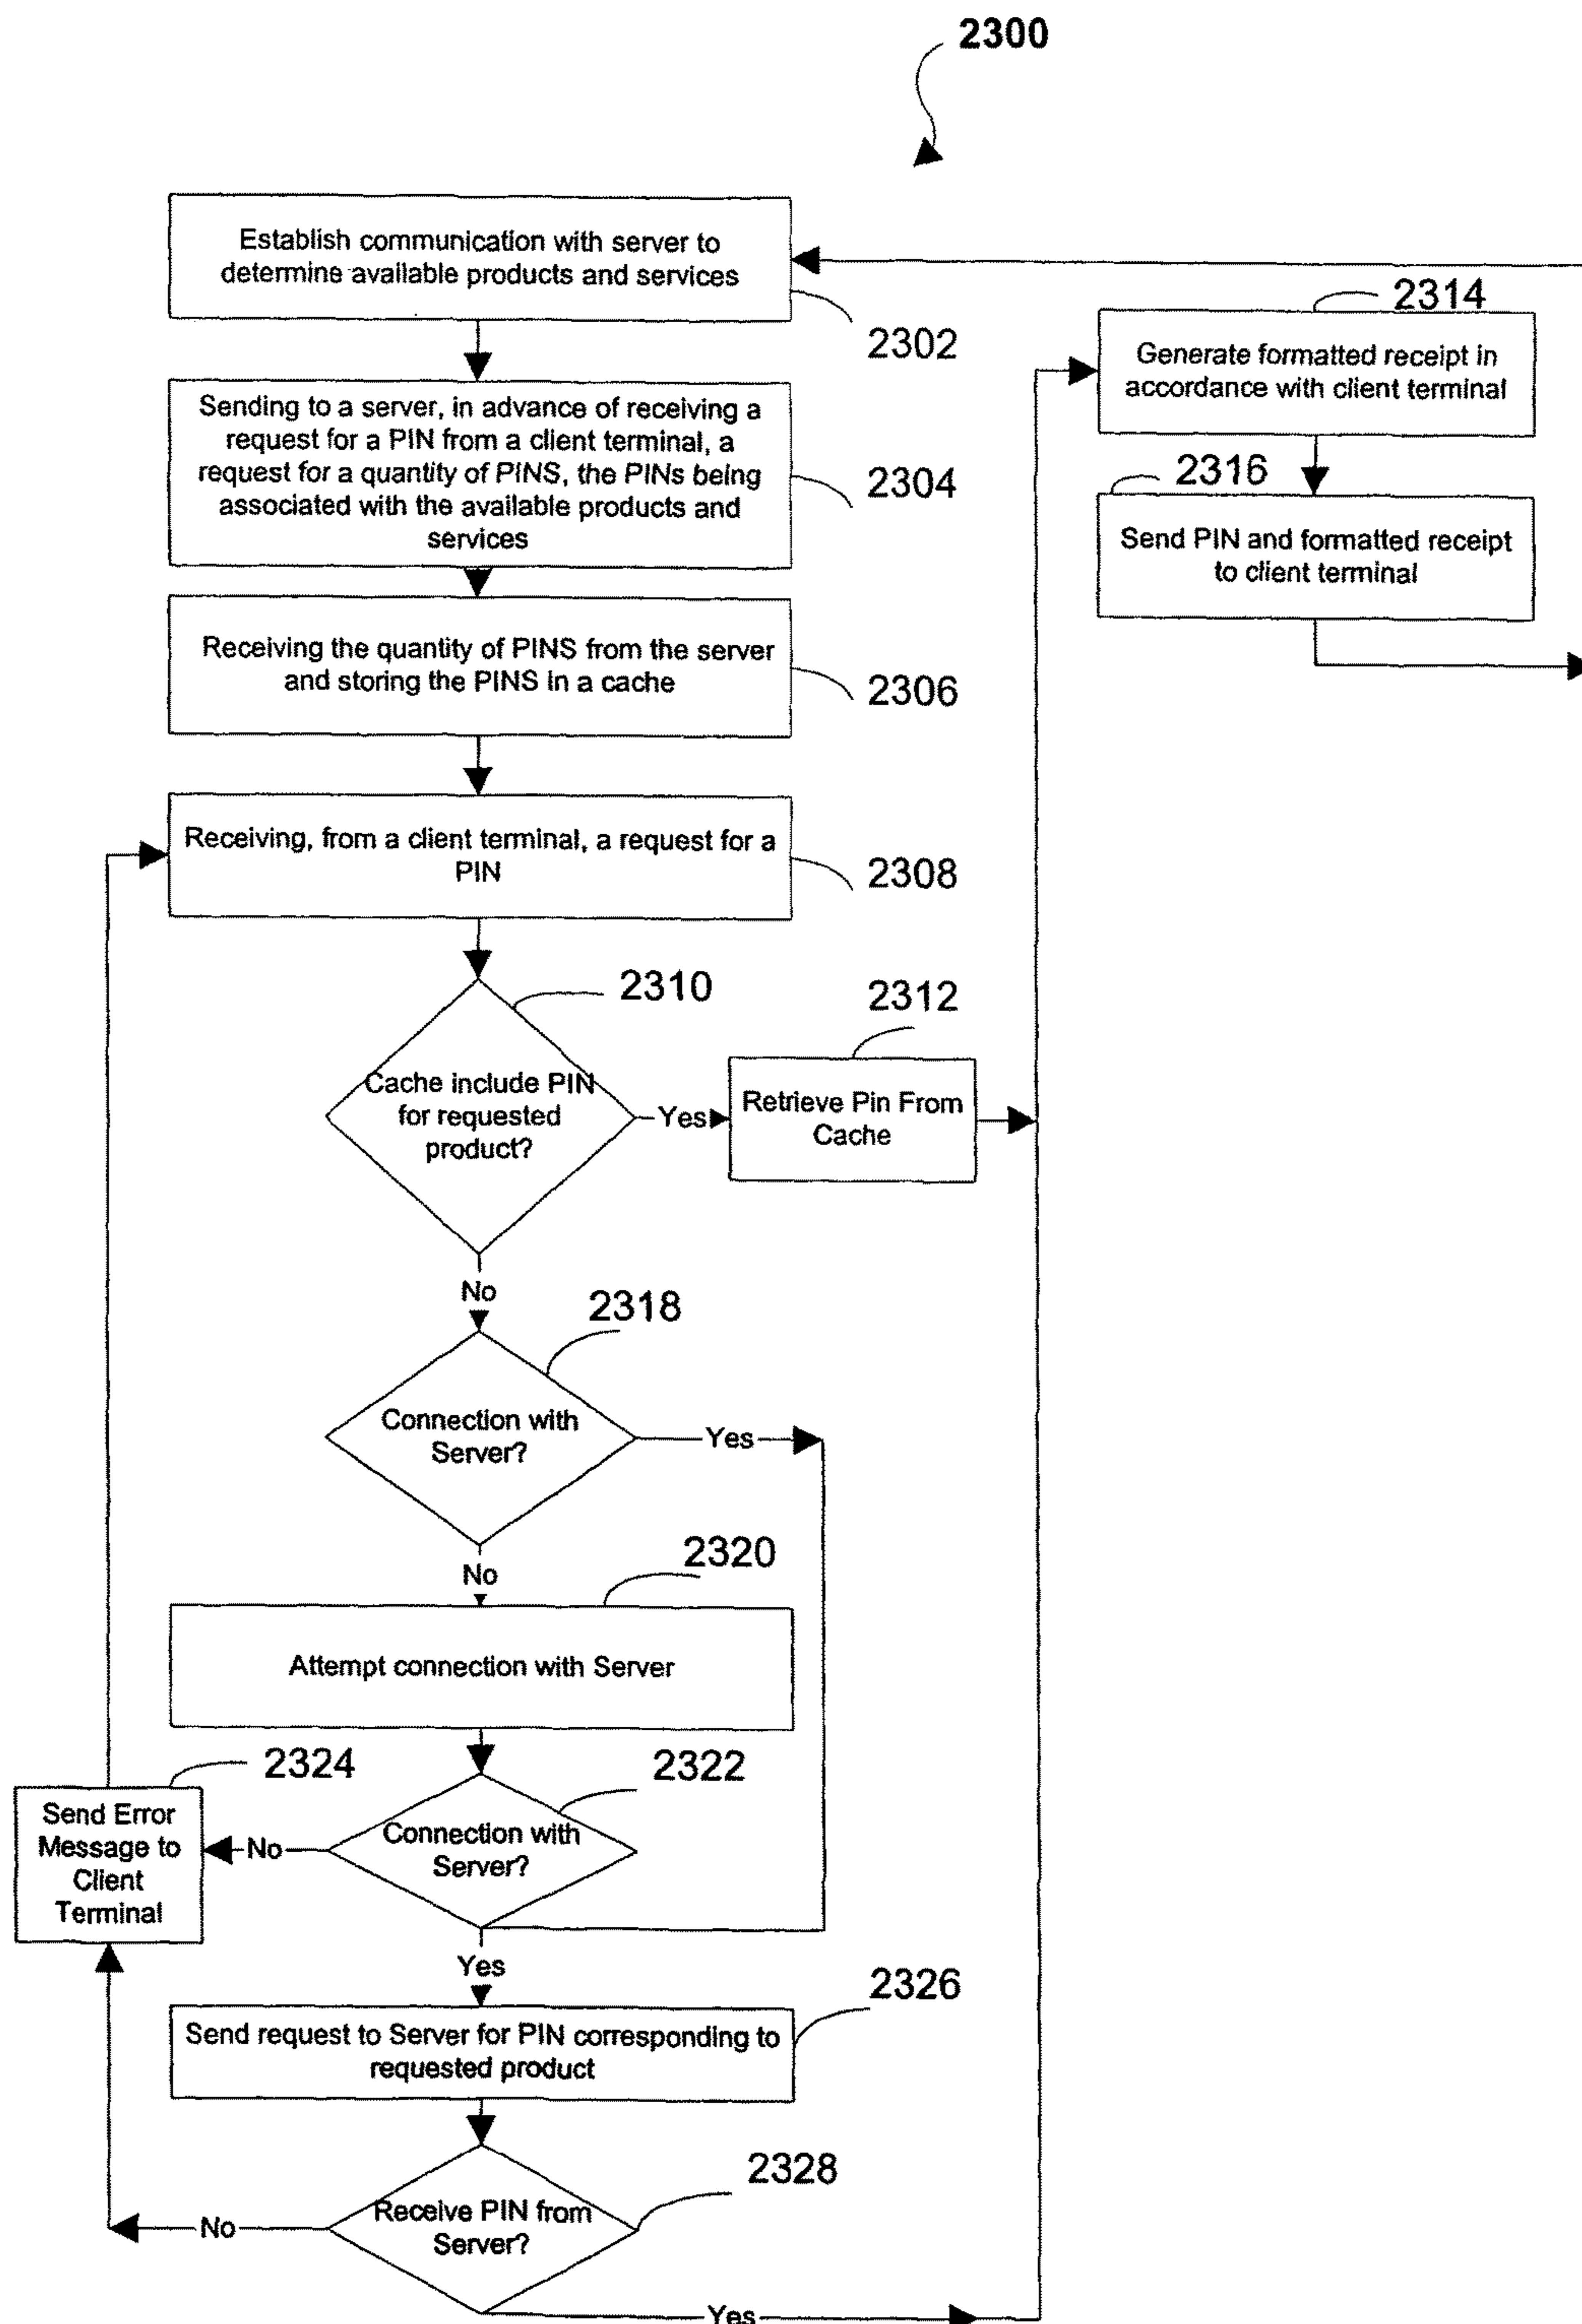 2300
Establish communication with server to
determine available products and services
2302
Sending to a server, in advance of receiving a
request for a PIN from a client terminal, a
request for a quantity of PINS, the PINs being
associated with the available products and
services
2304
Receiving the quantity of PINS from the server
and storing the PINS in a cache
2306
Receiving, from a client terminal, a request for a
PIN
2308
2310
Cache include PIN
for requested
product?
Yes
2312
Retrieve Pin From
Cache
2314
Generate formatted receipt in
accordance with client terminal
2316
Send PIN and formatted receipt
to client terminal
No
2318
Connection with
Server?
Yes
No
2320
Attempt connection with Server
2322
Connection with
Server?
No
2324
Send Error
Message to
Client
Terminal
Yes
2326
Send request to Server for PIN corresponding to
requested product
2328
Receive PIN from
Server?
No
Yes